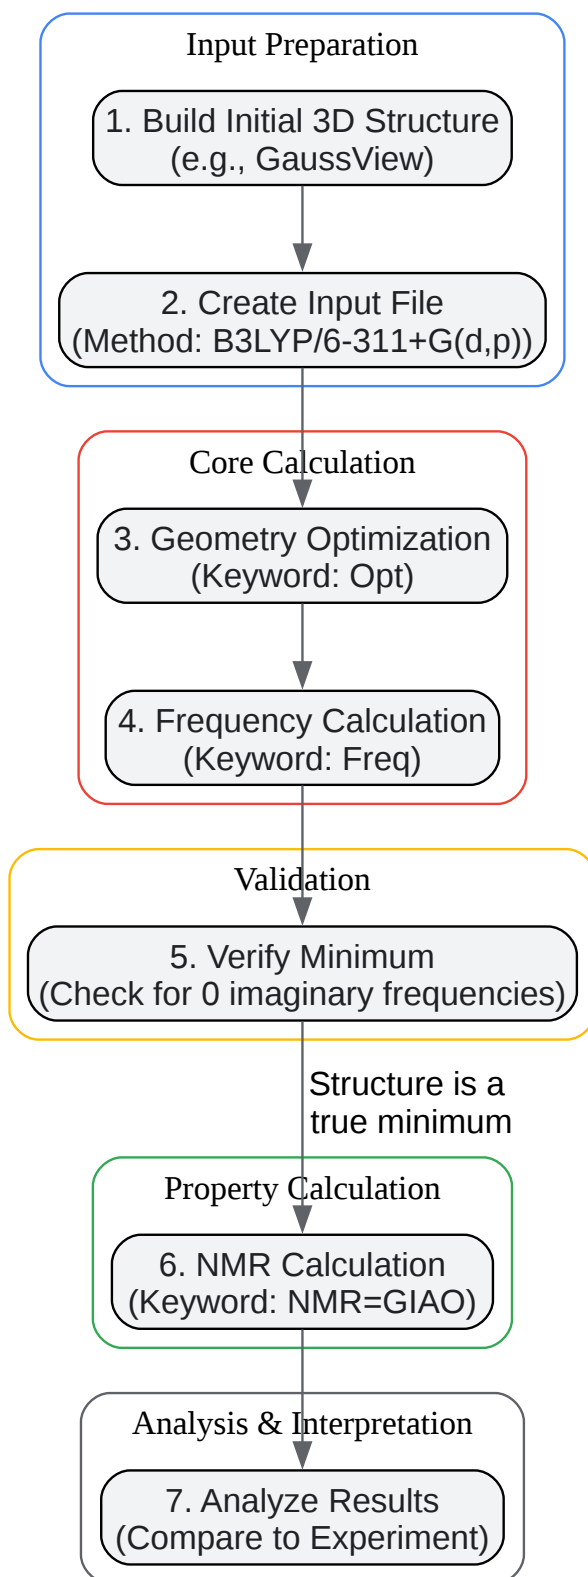 Input Preparation
1. Build Initial 3D Structure
(e.g., GaussView)
2. Create Input File
(Method: B3LYP/6-311+G(d,p))
Core Calculation
3. Geometry Optimization
(Keyword: Opt)
4. Frequency Calculation
(Keyword: Freq)
Validation
5. Verify Minimum
(Check for 0 imaginary frequencies)
Structure is a
true minimum
Property Calculation
6. NMR Calculation
(Keyword: NMR=GIAO)
Analysis & Interpretation
7. Analyze Results
(Compare to Experiment)